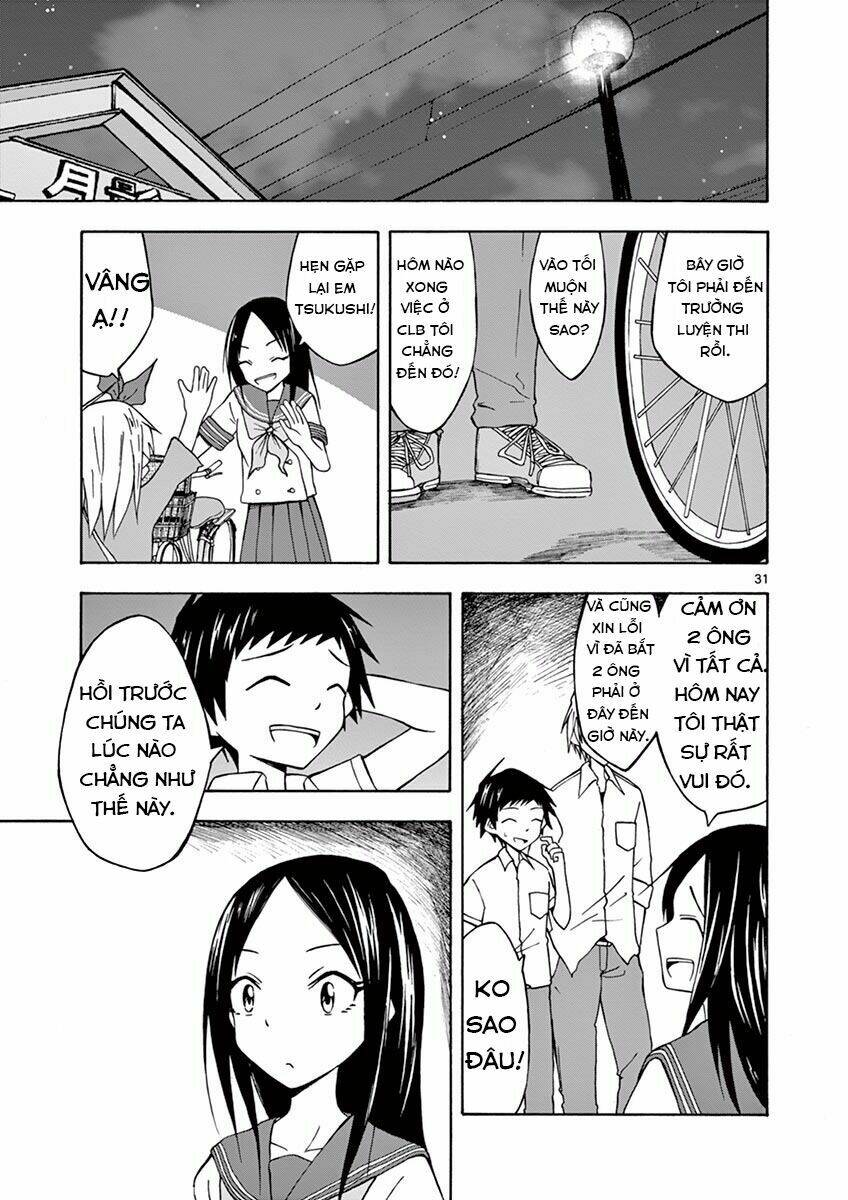 月
BÂY GIỜ
TÔI PHẢI ĐẾN
TRƯỜNG
LUYỆN THI
RỒI.
VÀO TỐI
MUỘN
THẾ NÀY
SAO?
HÔM NÀO
XONG
VIỆC Ở
CLB TÔI
CHẲNG
ĐẾN ĐÓ!
HẸN GẶP
LẠI EM
TSUKUSHI!
VÂNG
Ạ!!
31
CẢM ƠN
2 ÔNG
VÌ TẤT CẢ.
HÔM NAY
TÔI THẬT
SỰ RẤT
VUI ĐÓ.
VÀ CŨNG
XIN LỖI
VÌ ĐÃ BẮT
2 ÔNG
PHẢI Ở
ĐÂY ĐẾN
GIỜ NÀY.
KO
SAO
ĐÂU!
HỒI TRƯỚC
CHÚNG TA
LÚC NÀO
CHẲNG NHƯ
THẾ NÀY.